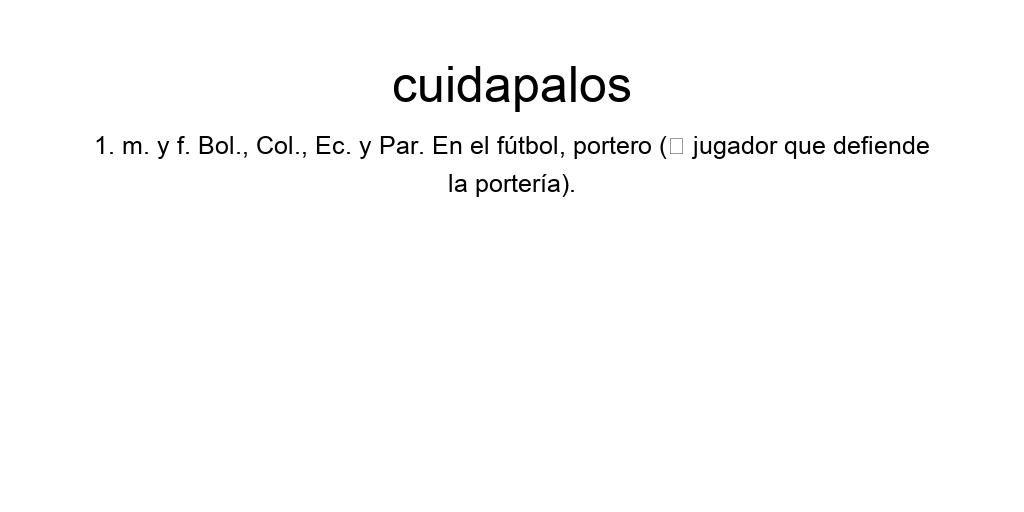 cuidapalos
1. m. y f. Bol., Col., Ec. y Par. En el fútbol, portero (□ jugador que defiende
la portería).